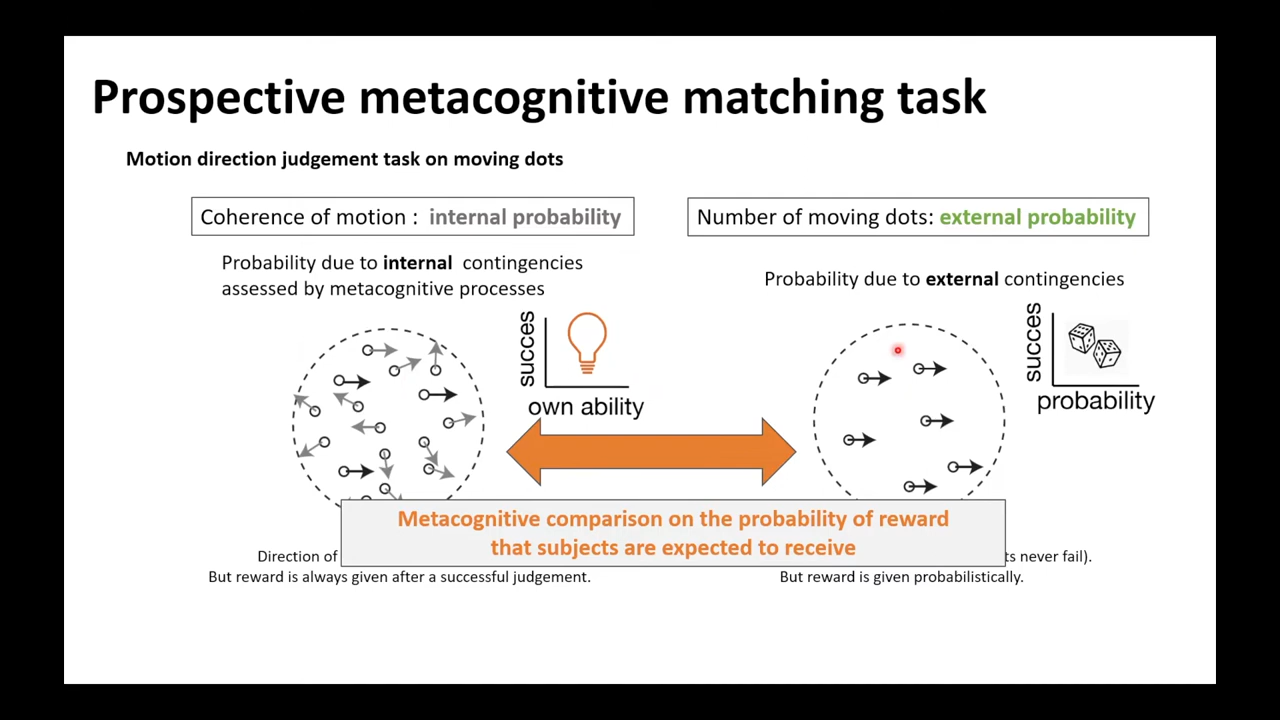 Prospective metacognitive matching task
Motion direction judgement task on moving dots
Coherence of motion : internal probability
Probability due to internal contingencies
assessed by metacognitive processes
succes
own ability
Number of moving dots: external probability
Probability due to external contingencies
succes
probability
Metacognitive comparison on the probability of reward
that subjects are expected to receive
Direction of
But reward is always given after a successful judgement.
ts never fail).
But reward is given probabilistically.